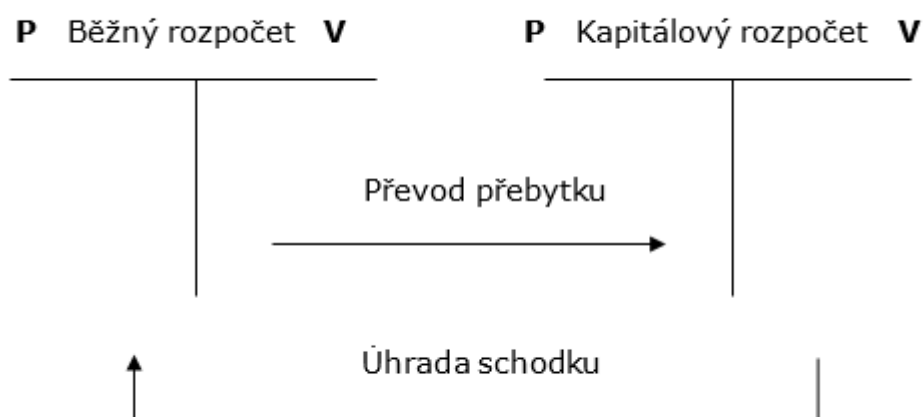 P Běžný rozpočet V
P Kapitálový rozpočet V
Převod přebytku
Úhrada schodku